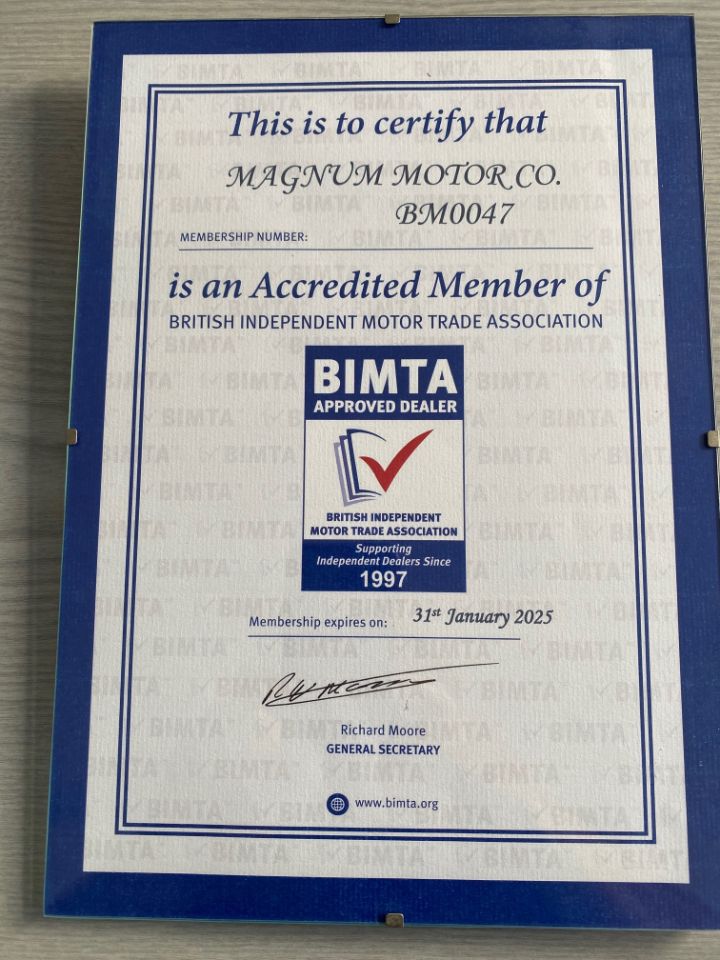 This is to certify that
MAGNUM MOTOR CO.
BM0047
MEMBERSHIP NUMBER:
is an Accredited Member of
BRITISH INDEPENDENT MOTOR TRADE ASSOCIATION
BIMTA
APPROVED DEALER
BRITISH INDEPENDENT
MOTOR TRADE ASSOCIATION
Supporting
Independent Dealers Since
1997
Membership expires on: 31st January 2025
Richard Moore
GENERAL SECRETARY
www.bimta.org